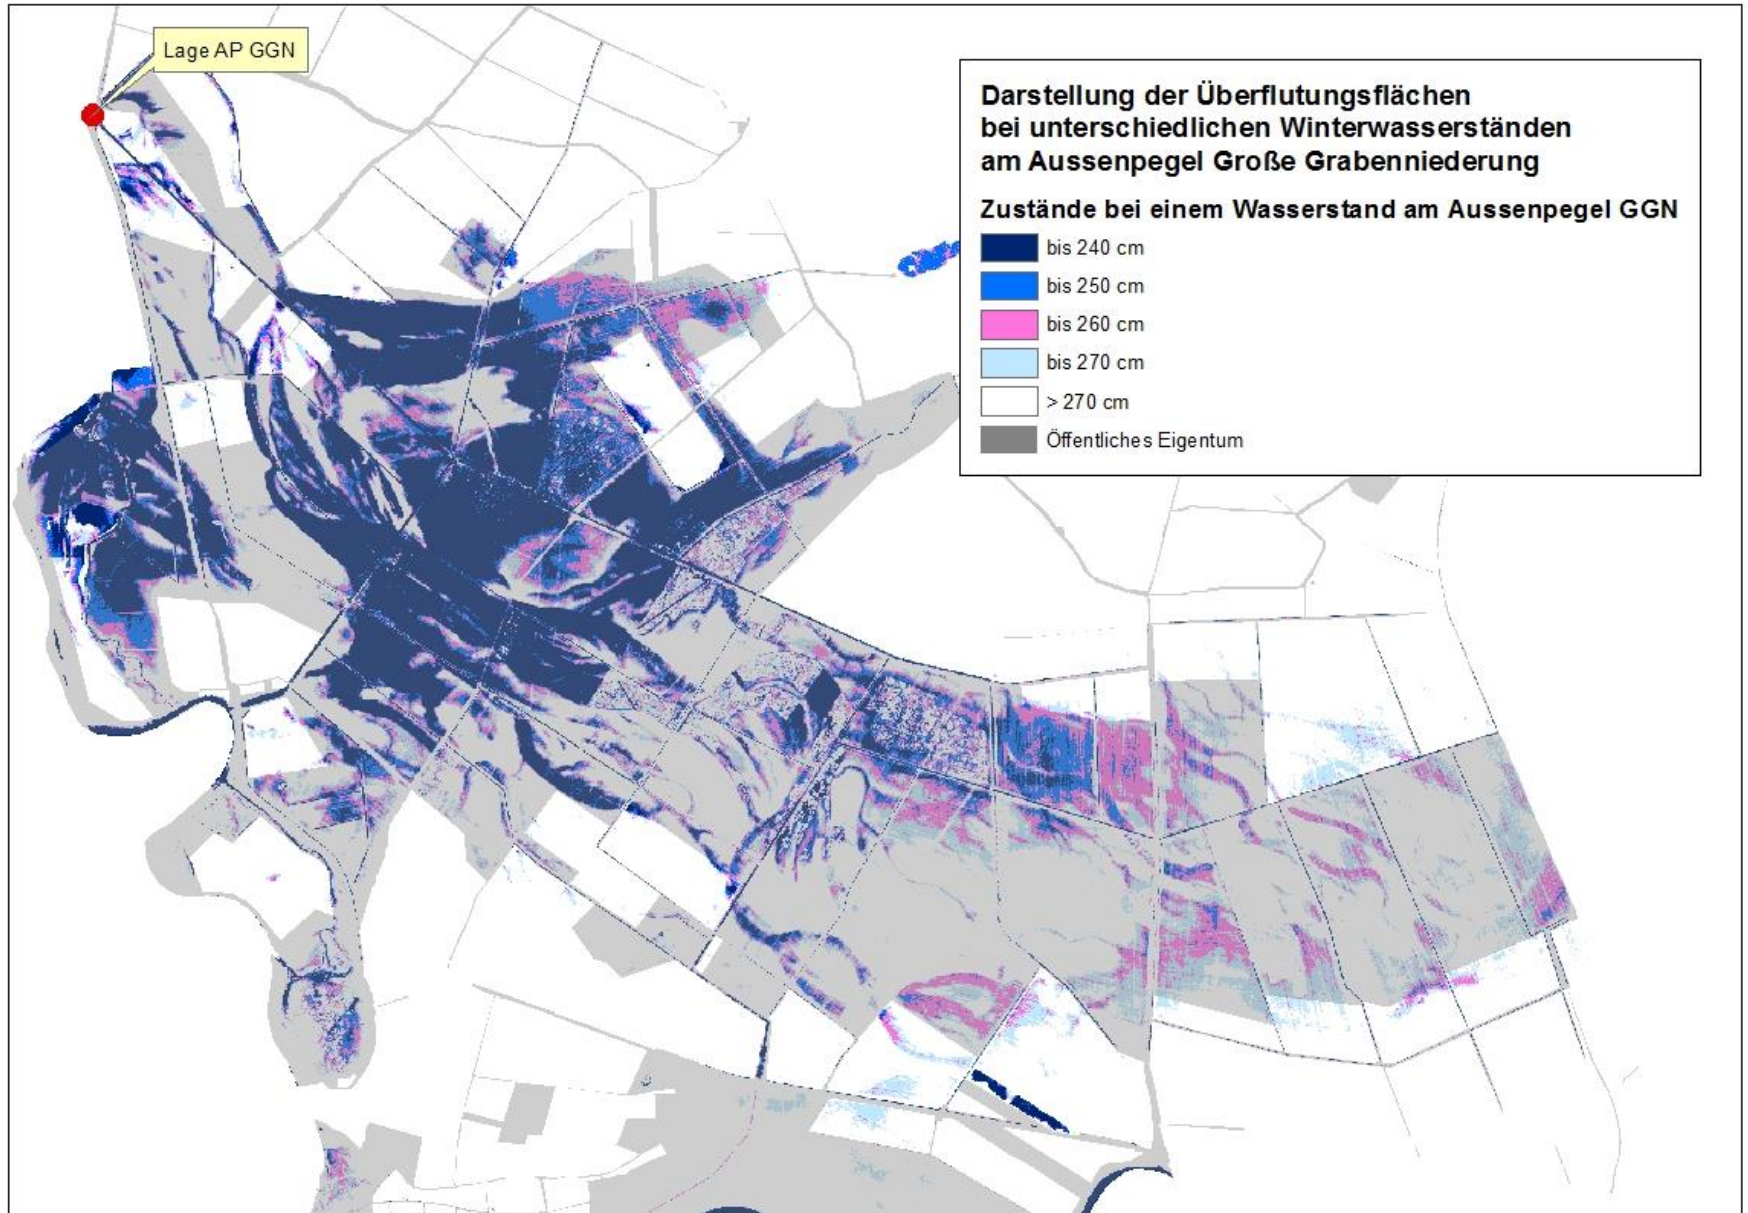 Lage AP GGN
Darstellung der Überflutungsflächen
bei unterschiedlichen Winterwasserständen
am Aussenpegel Große Grabenniederung
Zustände bei einem Wasserstand am Aussenpegel GGN
bis 240 cm
bis 250 cm
bis 260 cm
bis 270 cm
> 270 cm
Öffentliches Eigentum